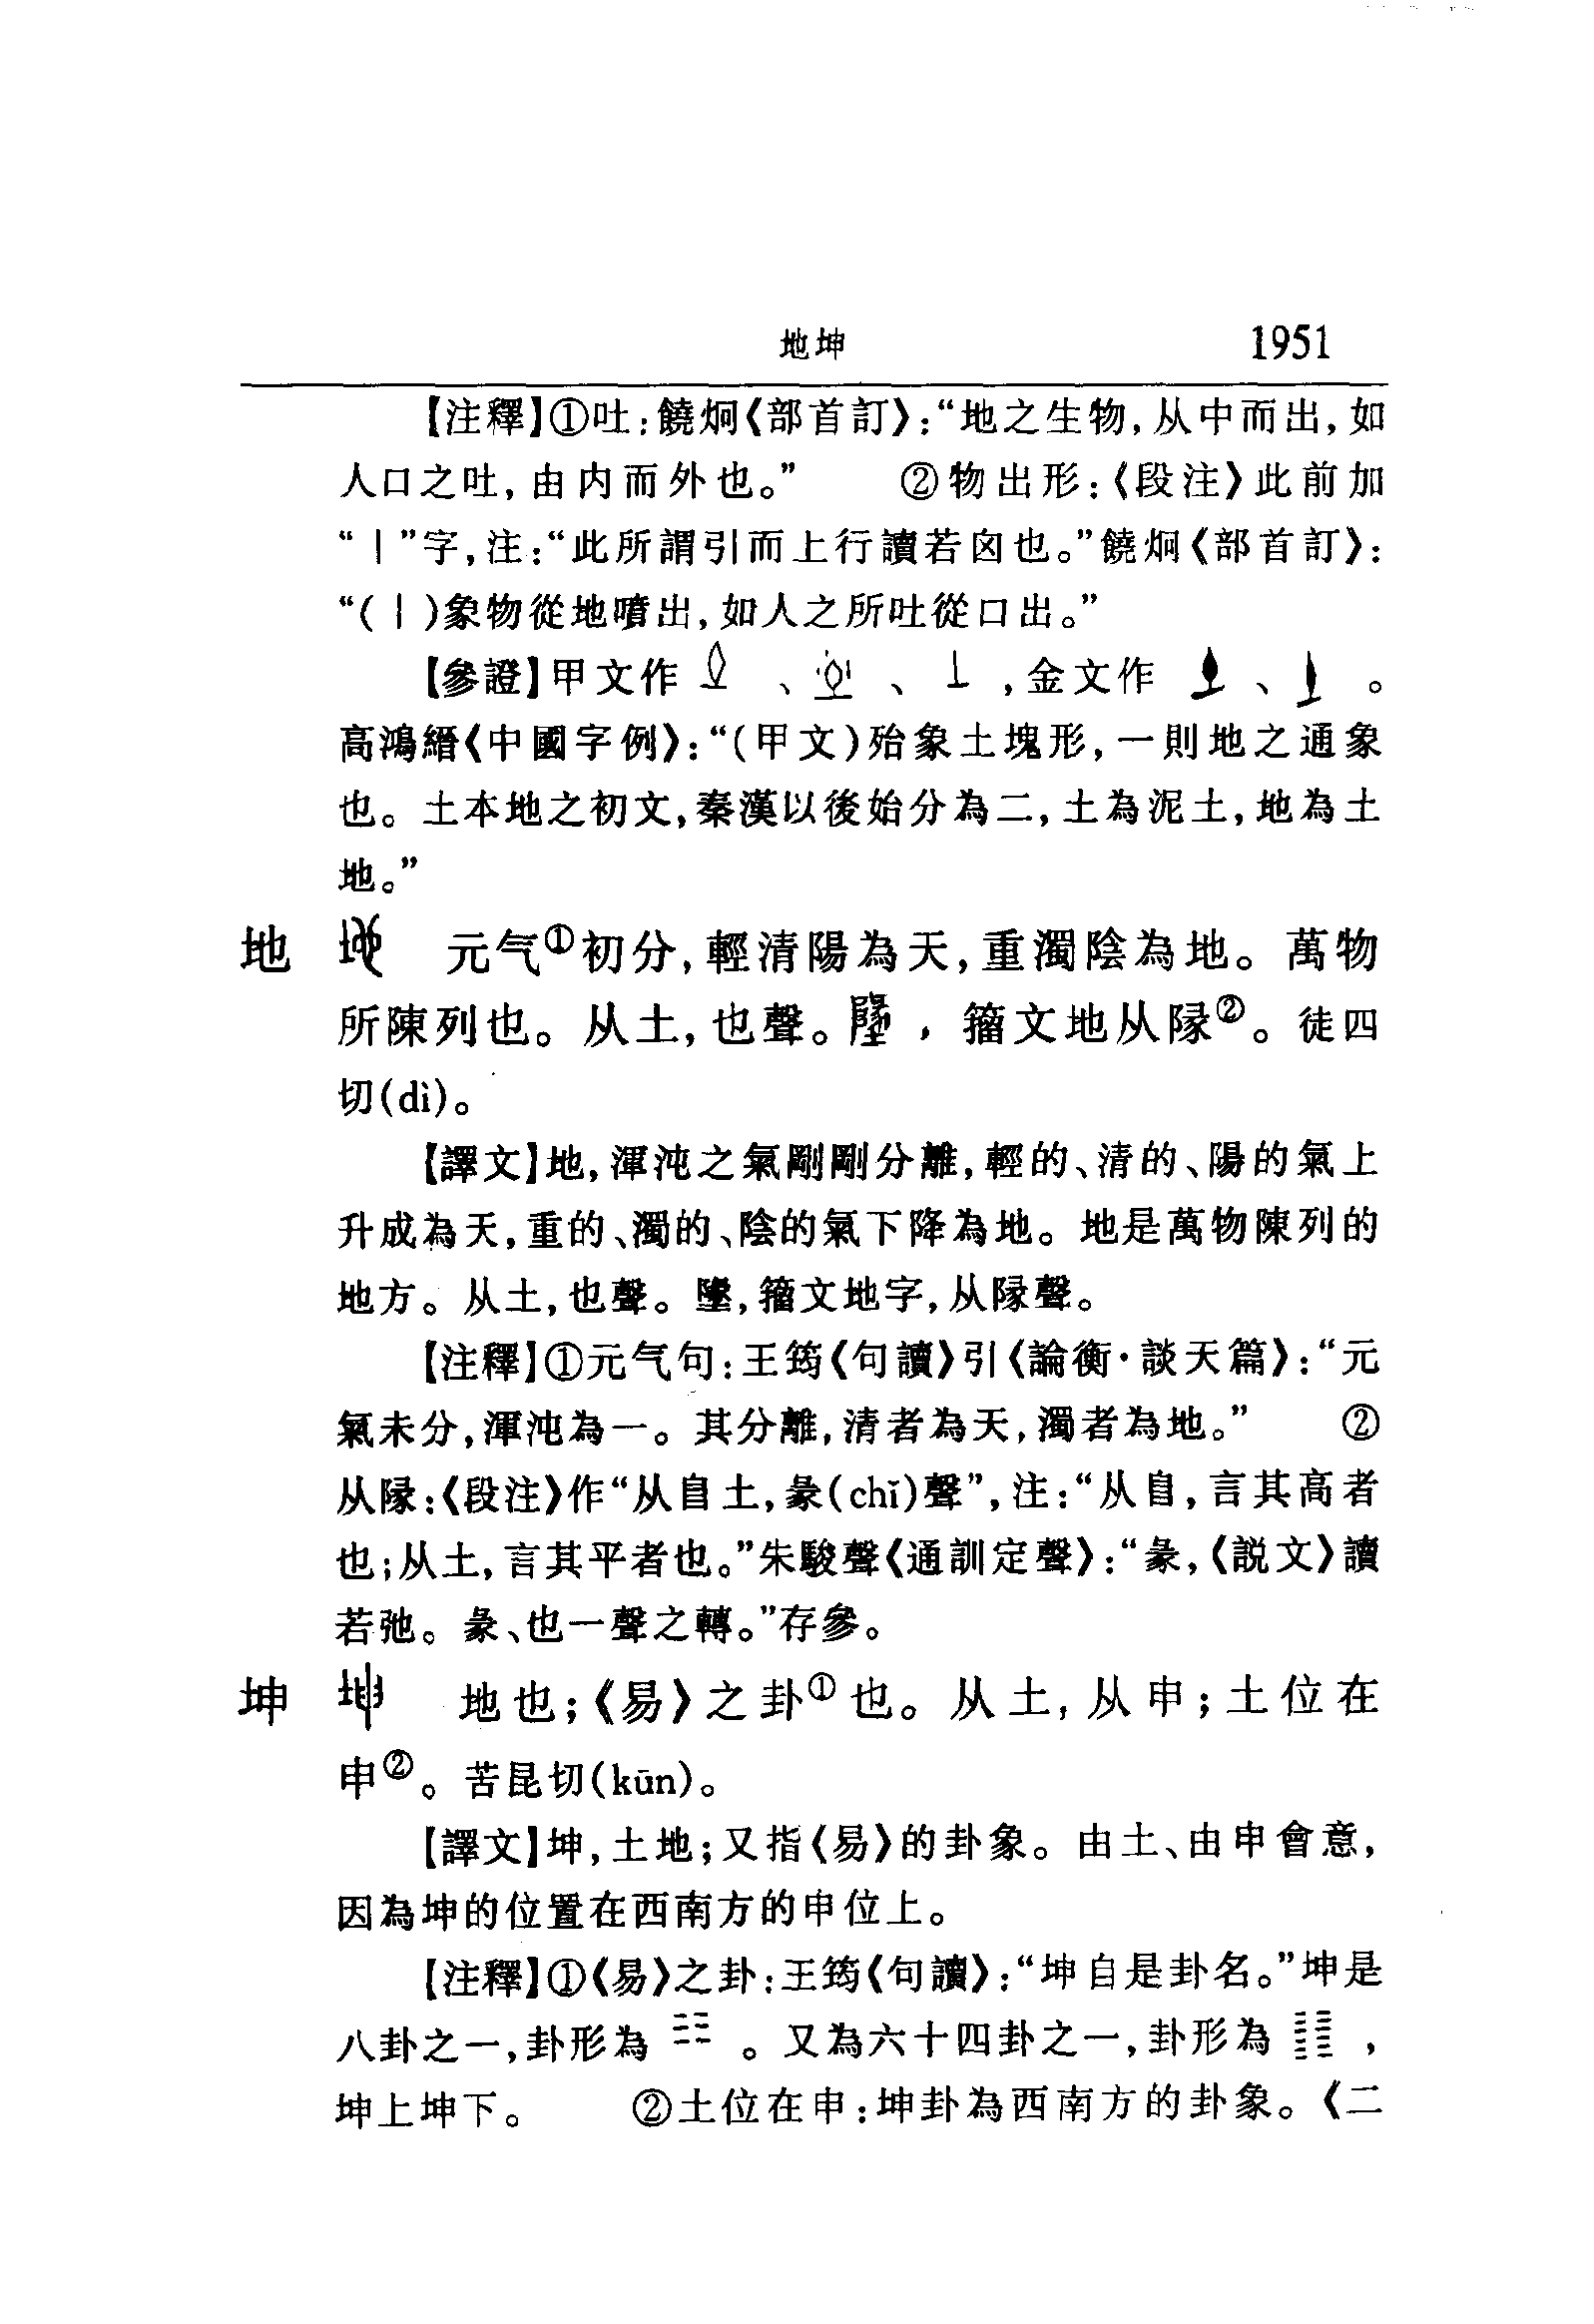 地坤 1951
【注釋】①吐:饒炯《部首訂》:“地之生物,从中而出,如
人口之吐,由内而外也。” ②物出形:《段注》此前加
“丨”字,注:“此所謂引而上行讀若囟也。”饒炯《部首訂》:
“(丨)象物從地噴出,如人之所吐從口出。”
【參證】甲文作 、 、 ,金文作 、 。
高鴻縉《中國字例》:“(甲文)殆象土塊形,一則地之通象
也。土本地之初文,秦漢以後始分為二,土為泥土,地為土
地。”
地 元气①初分,輕清陽為天,重濁陰為地。萬物
所陳列也。从土,也聲。墬,籀文地从隊②。徒四
切(dì)。
【譯文】地,渾沌之氣剛剛分離,輕的、清的、陽的氣上
升成為天,重的、濁的、陰的氣下降為地。地是萬物陳列的
地方。从土,也聲。墬,籀文地字,从㒸聲。
【注釋】①元气句:王筠《句讀》引《論衡·談天篇》:“元
氣未分,渾沌為一。其分離,清者為天,濁者為地。” ②
从:《段注》作“从𨸏土,彖(chǐ)聲”,注:“从𨸏,言其高者
也;从土,言其平者也。”朱駿聲《通訓定聲》:“彖,《説文》讀
若弛。彖、也一聲之轉。”存參。
坤 地也;《易》之卦①也。从土,从申;土位在
申②。苦昆切(kūn)。
【譯文】坤,土地;又指《易》的卦象。由土、由申會意,
因為坤的位置在西南方的申位上。
【注釋】①《易》之卦:王筠《句讀》:“坤自是卦名。”坤是
八卦之一,卦形為☷。又為六十四卦之一,卦形為䷁,
坤上坤下。 ②土位在申:坤卦為西南方的卦象。《二